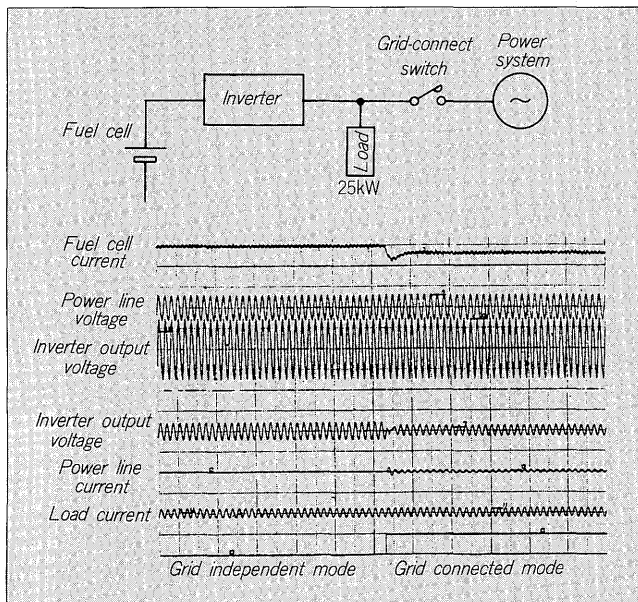 Grid-connect
switch
Power
system
Inverter
Fuel cell
Load
25kW
Fuel cell
current
Power line
voltage
Inverter output
voltage
Inverter output
voltage
Power line
current
Load current
Grid independent mode
Grid connected mode